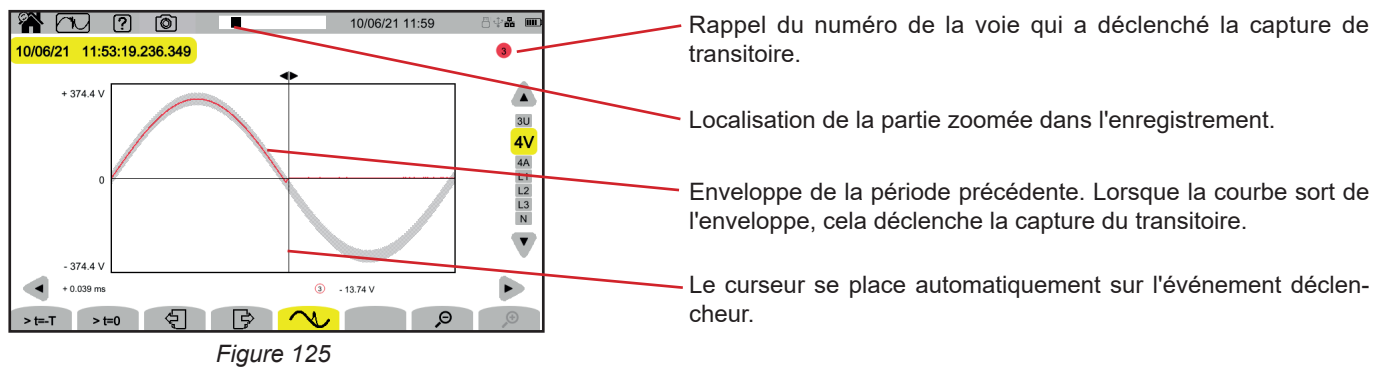 10/06/21 11:59
10/06/21 11:53:19.236.349
3
+ 374.4 V
0
- 374.4 V
3U
4V
4A
L1
L2
L3
N
+ 0.039 ms
3
- 13.74 V
> t=-T
> t=0
Rappel du numéro de la voie qui a déclenché la capture de
transitoire.
Localisation de la partie zoomée dans l'enregistrement.
Enveloppe de la période précédente. Lorsque la courbe sort de
l'enveloppe, cela déclenche la capture du transitoire.
Le curseur se place automatiquement sur l'événement déclen-
cheur.
Figure 125